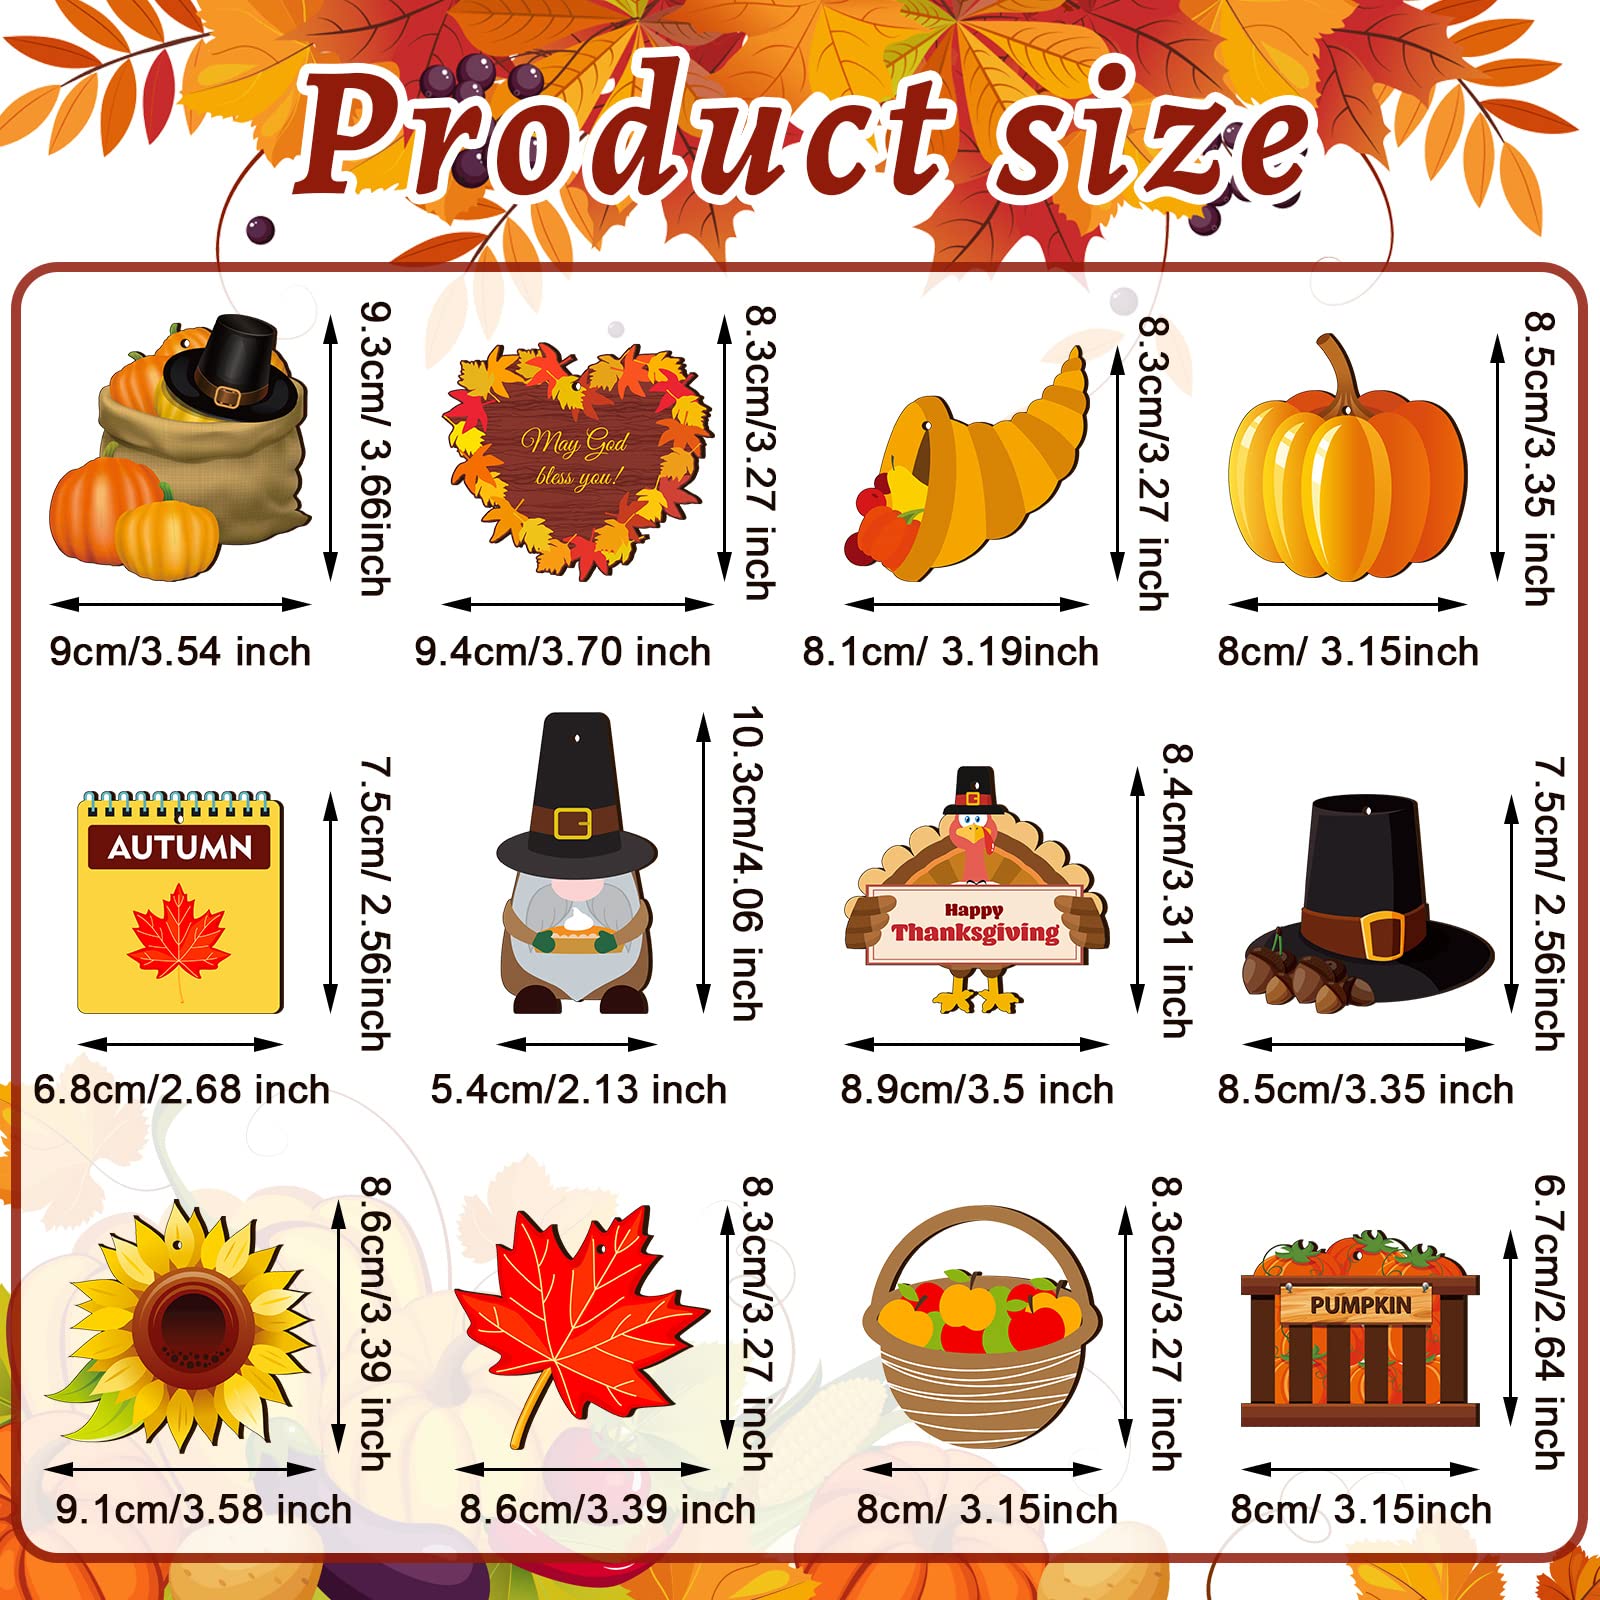 Product size
9.3cm/ 3.66inch
May God
bless you!
8.3cm/3.27 inch
8.3cm/3.27 inch
8.5cm/3.35 inch
9cm/3.54 inch
9.4cm/3.70 inch
8.1cm/ 3.19inch
8cm/ 3.15inch
AUTUMN
7.5cm/ 2.56inch
10.3cm/4.06 inch
Happy
Thanksgiving
8.4cm/3.31 inch
7.5cm/ 2.56inch
6.8cm/2.68 inch
5.4cm/2.13 inch
8.9cm/3.5 inch
8.5cm/3.35 inch
8.6cm/3.39 inch
8.3cm/3.27 inch
8.3cm/3.27 inch
PUMPKIN
6.7cm/2.64 inch
9.1cm/3.58 inch
8.6cm/3.39 inch
8cm/ 3.15inch
8cm/ 3.15inch